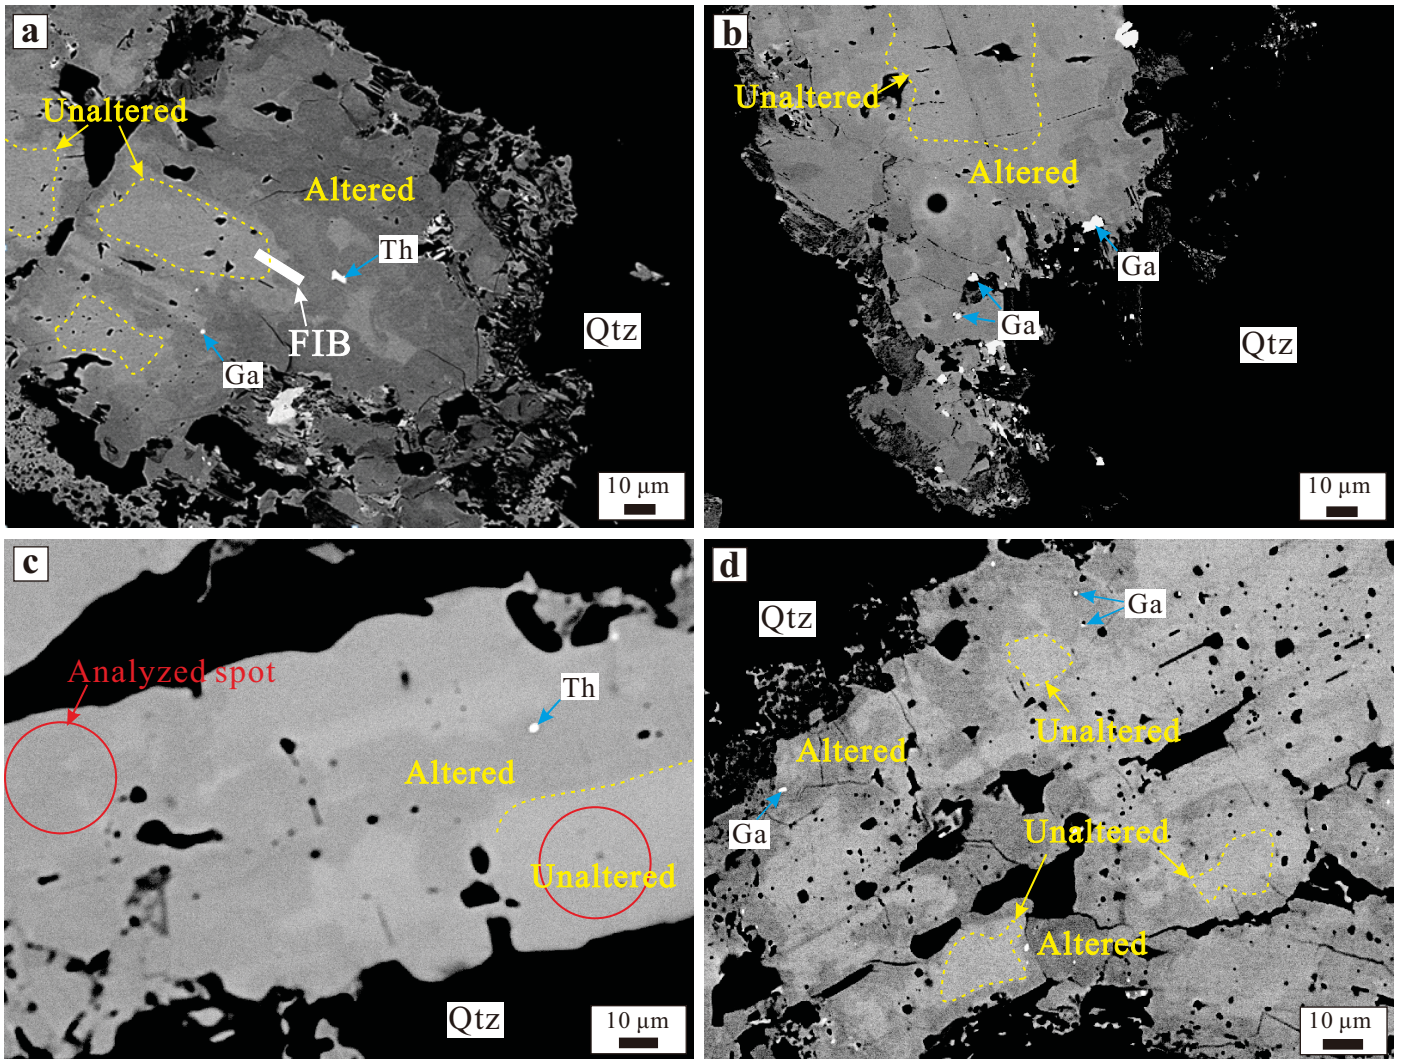 a
Unaltered
Altered
Th
FIB
Ga
Qtz
10 μm
b
Unaltered
Altered
Ga
Ga
Qtz
10 μm
c
Analyzed spot
Th
Altered
Unaltered
Qtz
10 μm
d
Qtz
Ga
Unaltered
Altered
Ga
Unaltered
Altered
10 μm